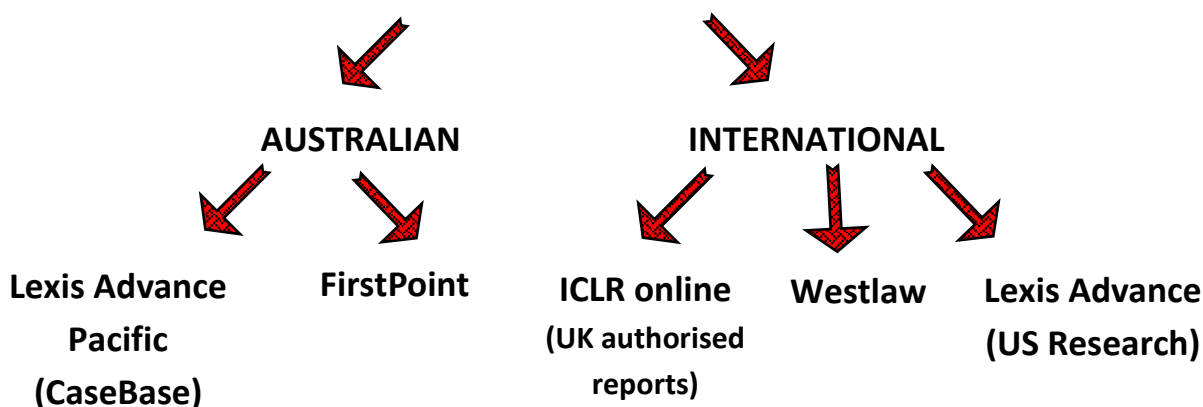 AUSTRALIAN
INTERNATIONAL
Lexis Advance
Pacific
(CaseBase)
FirstPoint
ICLR online
(UK authorised
reports)
Westlaw
Lexis Advance
(US Research)